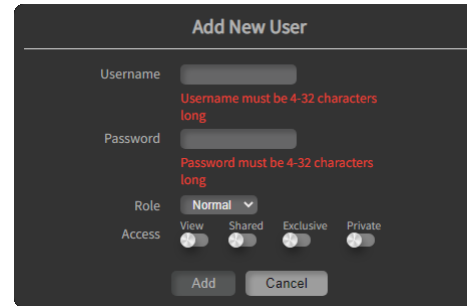 Add New User
Username
Username must be 4-32 characters
long
Password
Password must be 4-32 characters
long
Role Normal
Access View Shared Exclusive Private
Add Cancel